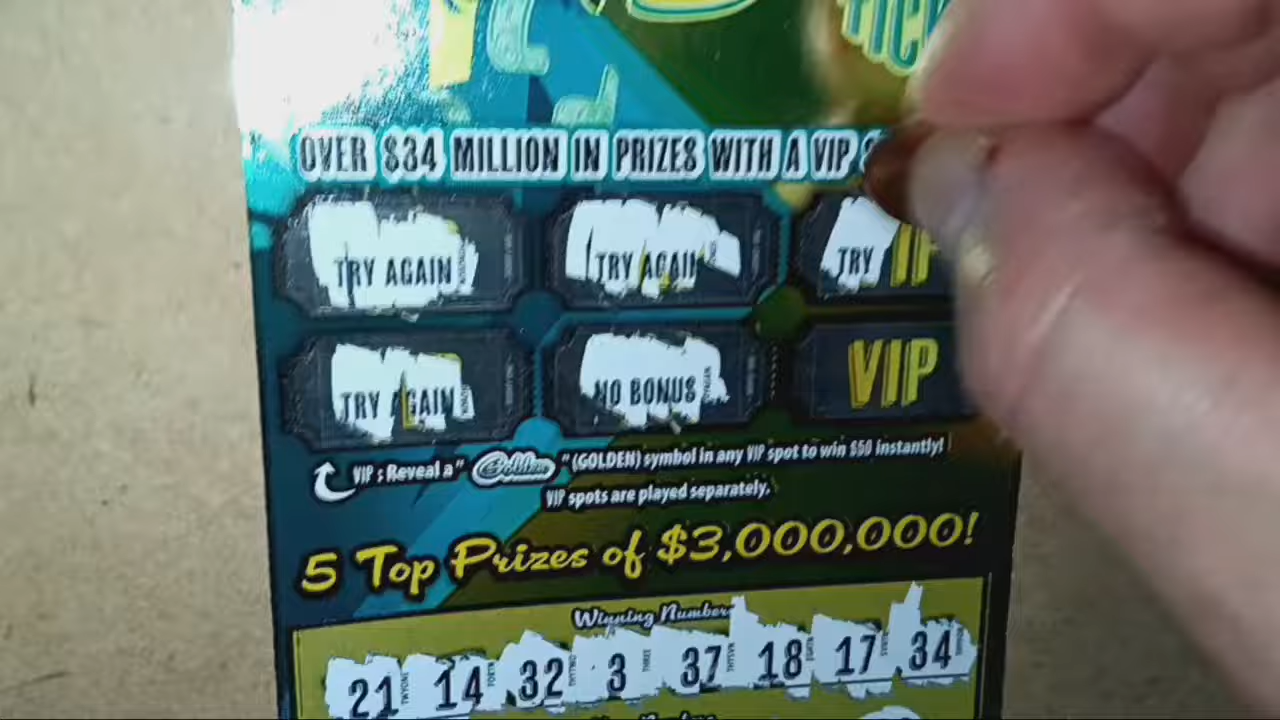 TICK
OVER $34 MILLION IN PRIZES WITH A VIP
TRY AGAIN TRY AGAIN TRY
TRY AGAIN NO BONUS VIP
VIP : Reveal a " Golden " (GOLDEN) symbol in any VIP spot to win $50 instantly!
VIP spots are played separately.
5 Top Prizes of $3,000,000!
Winning Numbers
21 14 32 3 37 18 17 34